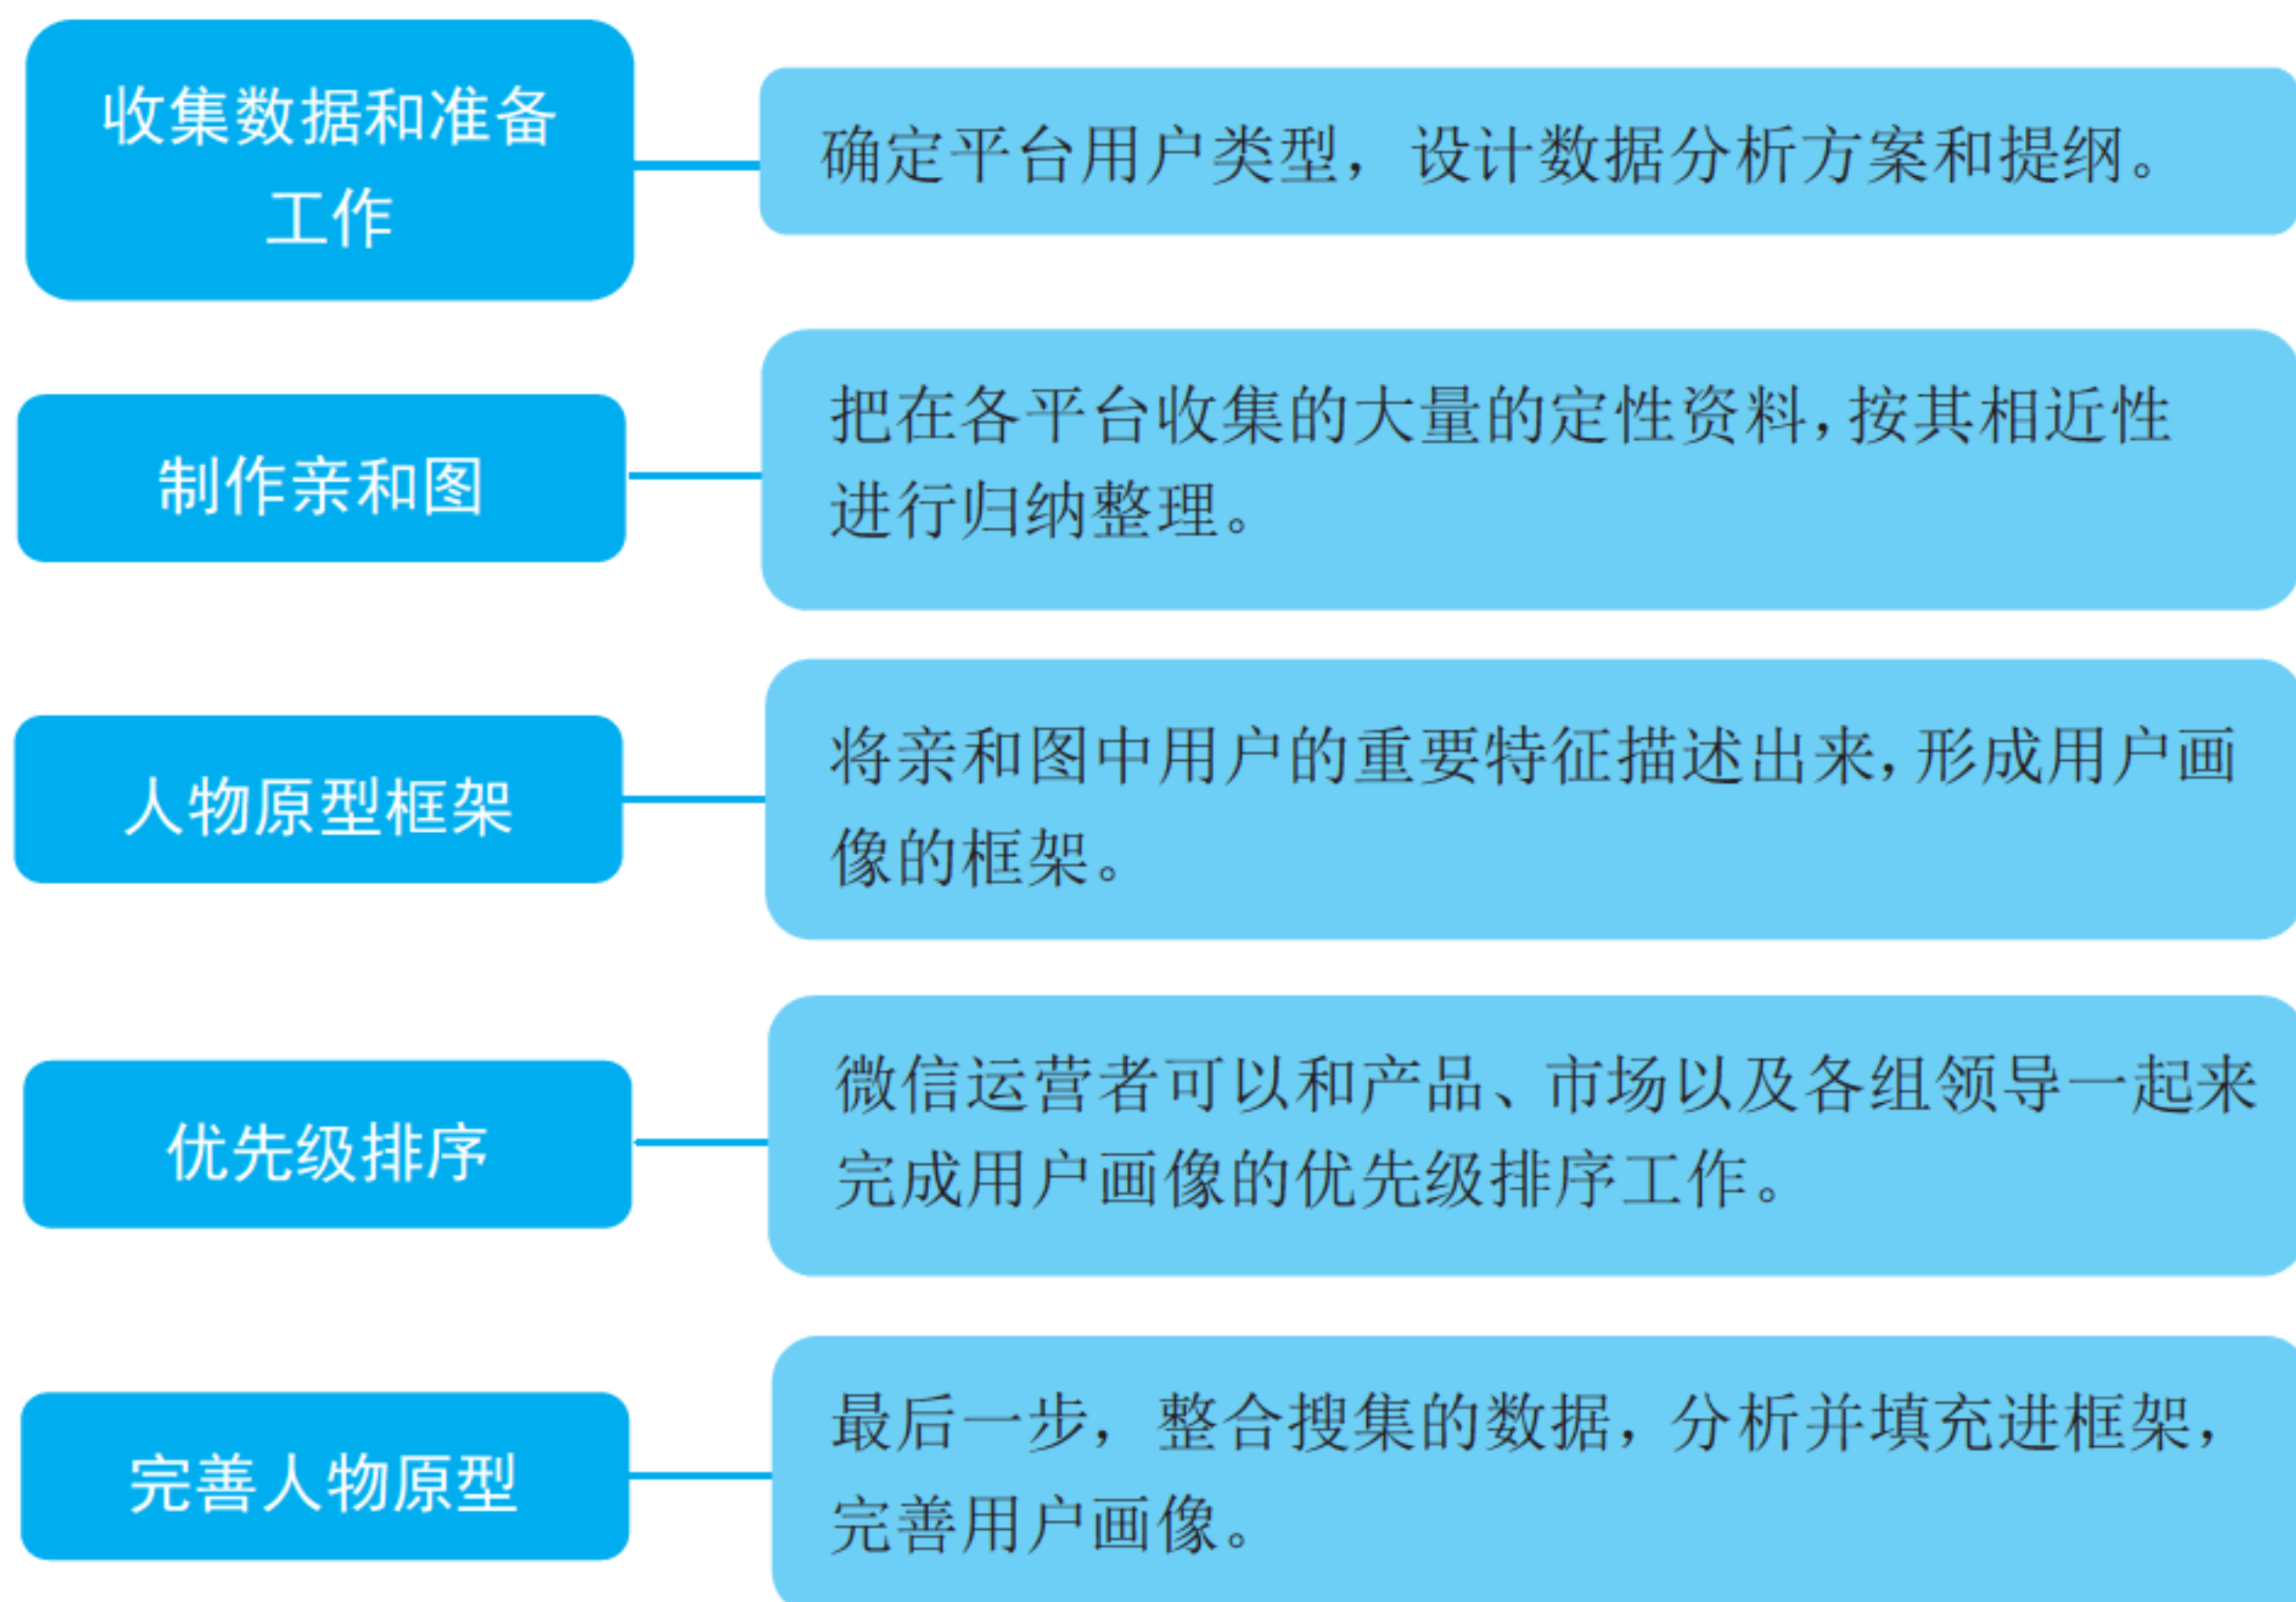 收集数据和准备
工作
确定平台用户类型，设计数据分析方案和提纲。
制作亲和图
把在各平台收集的大量的定性资料，按其相近性
进行归纳整理。
人物原型框架
将亲和图中用户的重要特征描述出来，形成用户画
像的框架。
优先级排序
微信运营者可以和产品、市场以及各组领导一起来
完成用户画像的优先级排序工作。
完善人物原型
最后一步，整合搜集的数据，分析并填充进框架，
完善用户画像。